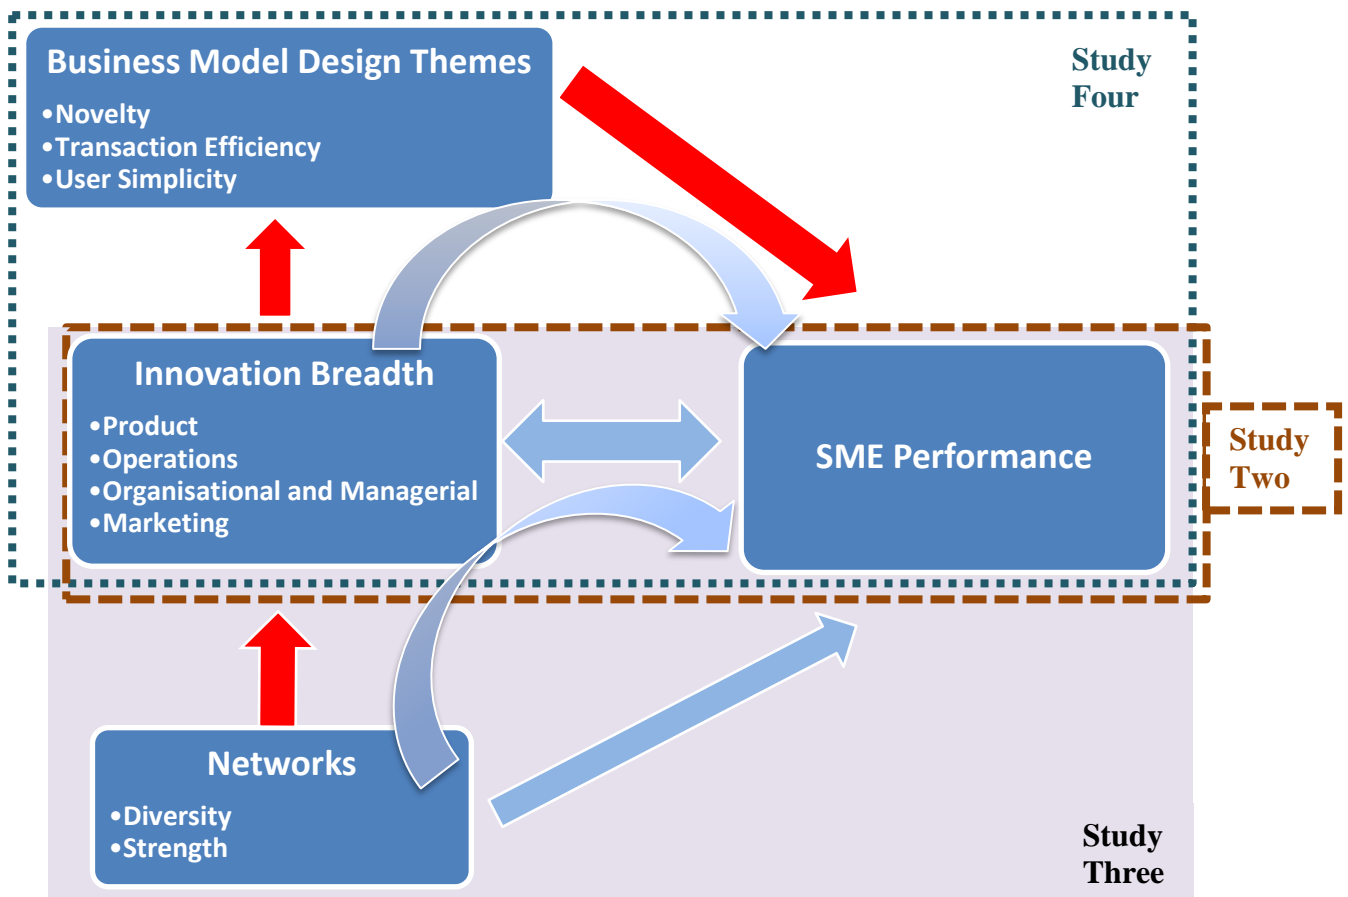 Business Model Design Themes
•Novelty
•Transaction Efficiency
•User Simplicity
Study
Four
Innovation Breadth
•Product
•Operations
•Organisational and Managerial
•Marketing
SME Performance
Study
Two
Networks
•Diversity
•Strength
Study
Three